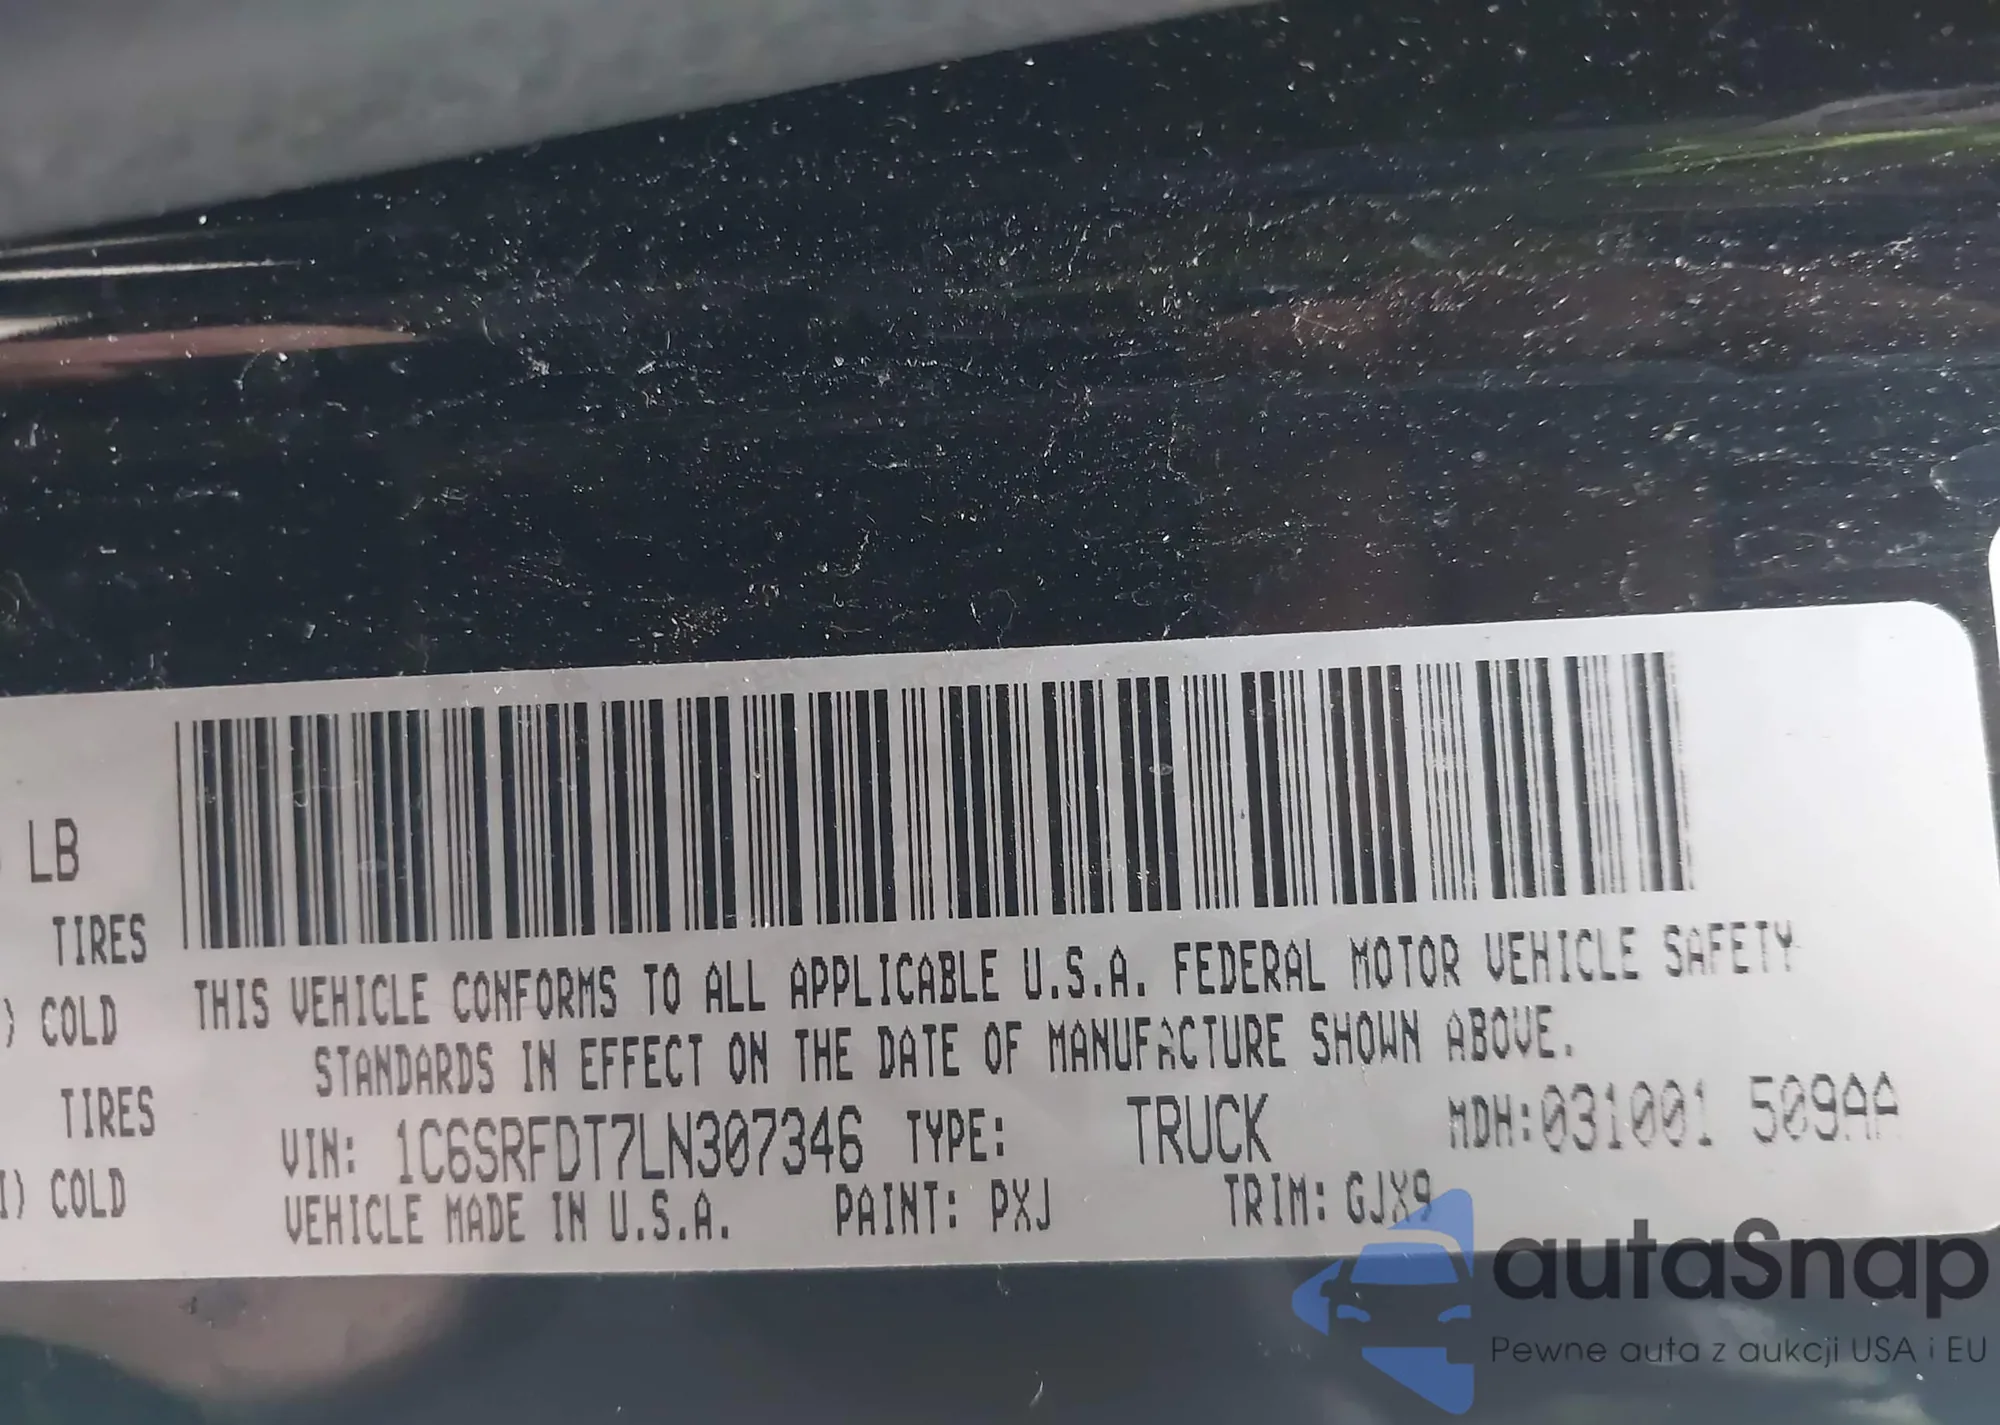 LB
TIRES
) COLD
TIRES
I) COLD
THIS VEHICLE CONFORMS TO ALL APPLICABLE U.S.A. FEDERAL MOTOR VEHICLE SAFETY
STANDARDS IN EFFECT ON THE DATE OF MANUFACTURE SHOWN ABOVE.
VIN: 1C6SRFDT7LN307346 TYPE: TRUCK MDH:031001 509AA
VEHICLE MADE IN U.S.A. PAINT: PXJ TRIM: GJX9
autaSnap
Pewne auta z aukcji USA i EU